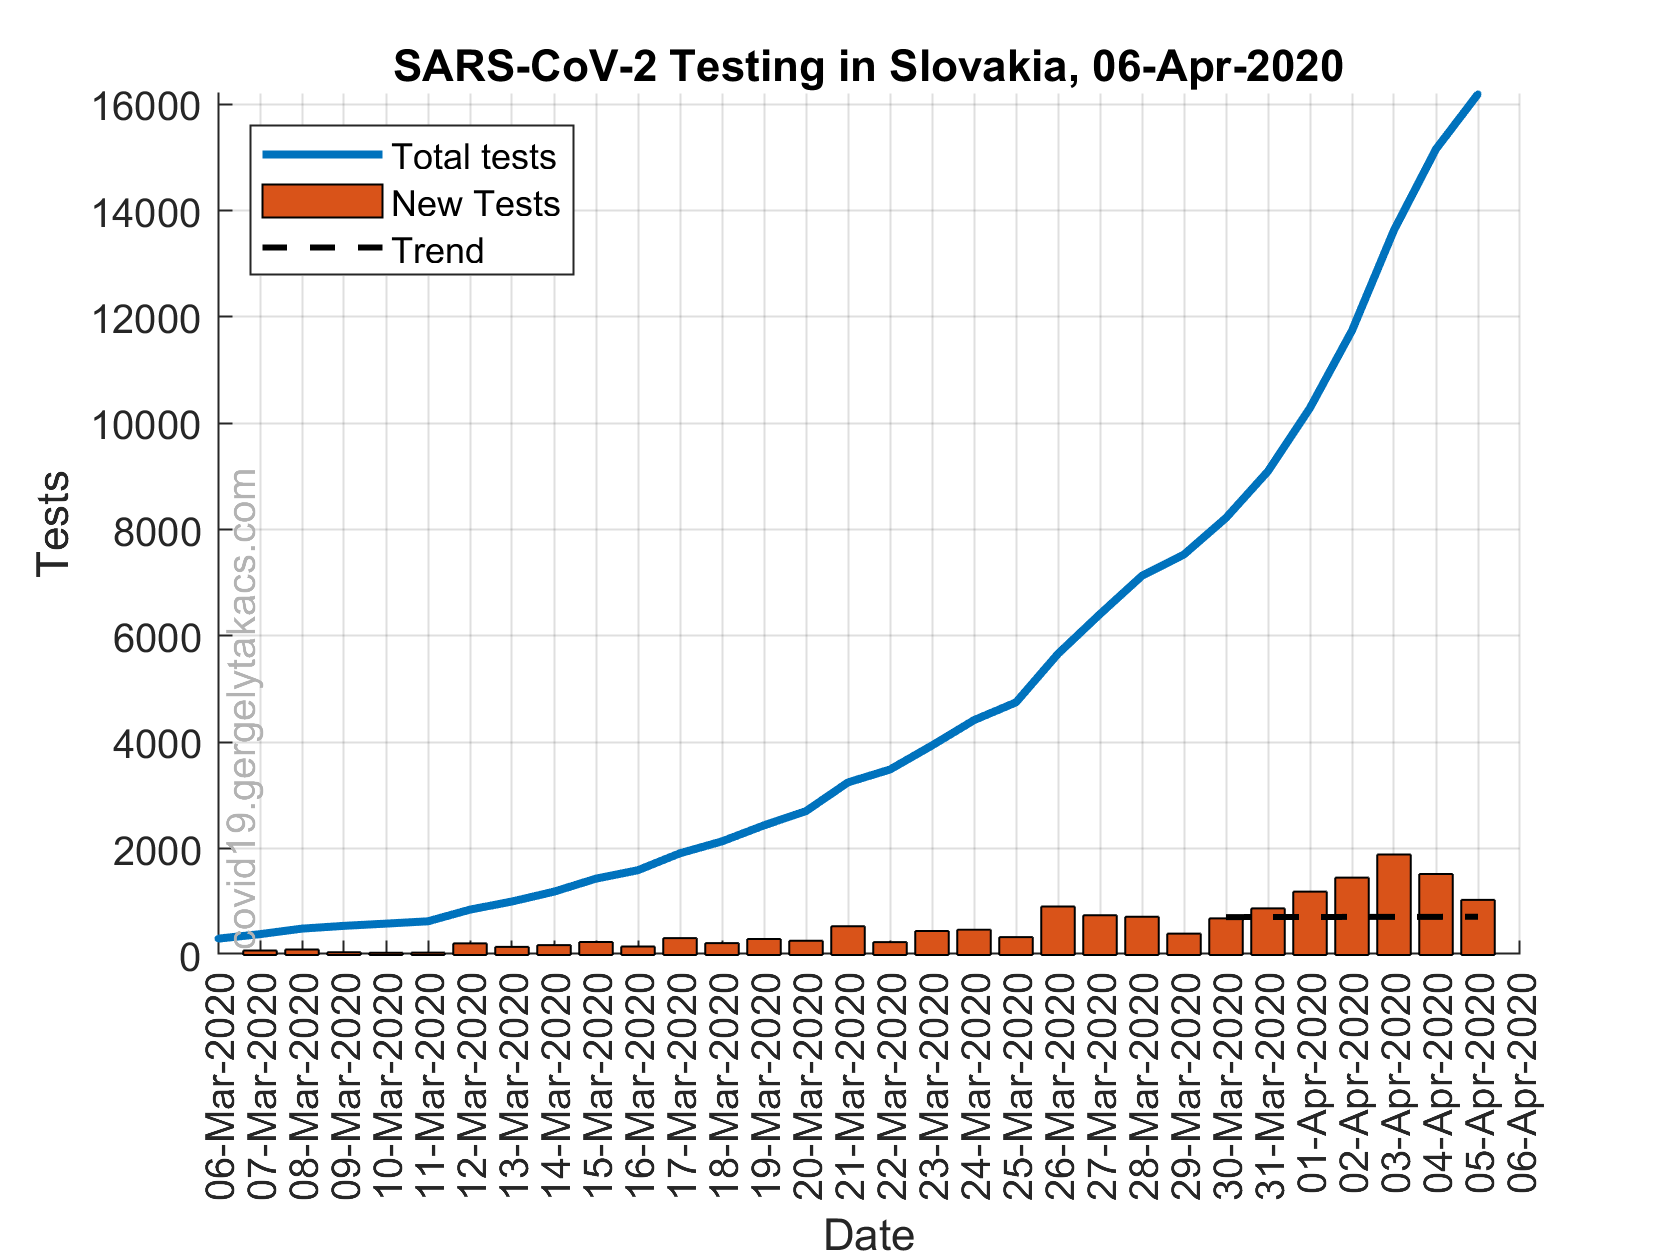 SARS-CoV-2 Testing in Slovakia, 06-Apr-2020
16000
14000
12000
10000
8000
6000
4000
2000
0
Tests
Total tests
New Tests
Trend
covid19.gergelytakacs.com
06-Mar-2020
07-Mar-2020
08-Mar-2020
09-Mar-2020
10-Mar-2020
11-Mar-2020
12-Mar-2020
13-Mar-2020
14-Mar-2020
15-Mar-2020
16-Mar-2020
17-Mar-2020
18-Mar-2020
19-Mar-2020
20-Mar-2020
21-Mar-2020
22-Mar-2020
23-Mar-2020
24-Mar-2020
25-Mar-2020
26-Mar-2020
27-Mar-2020
28-Mar-2020
29-Mar-2020
30-Mar-2020
31-Mar-2020
01-Apr-2020
02-Apr-2020
03-Apr-2020
04-Apr-2020
05-Apr-2020
06-Apr-2020
Date